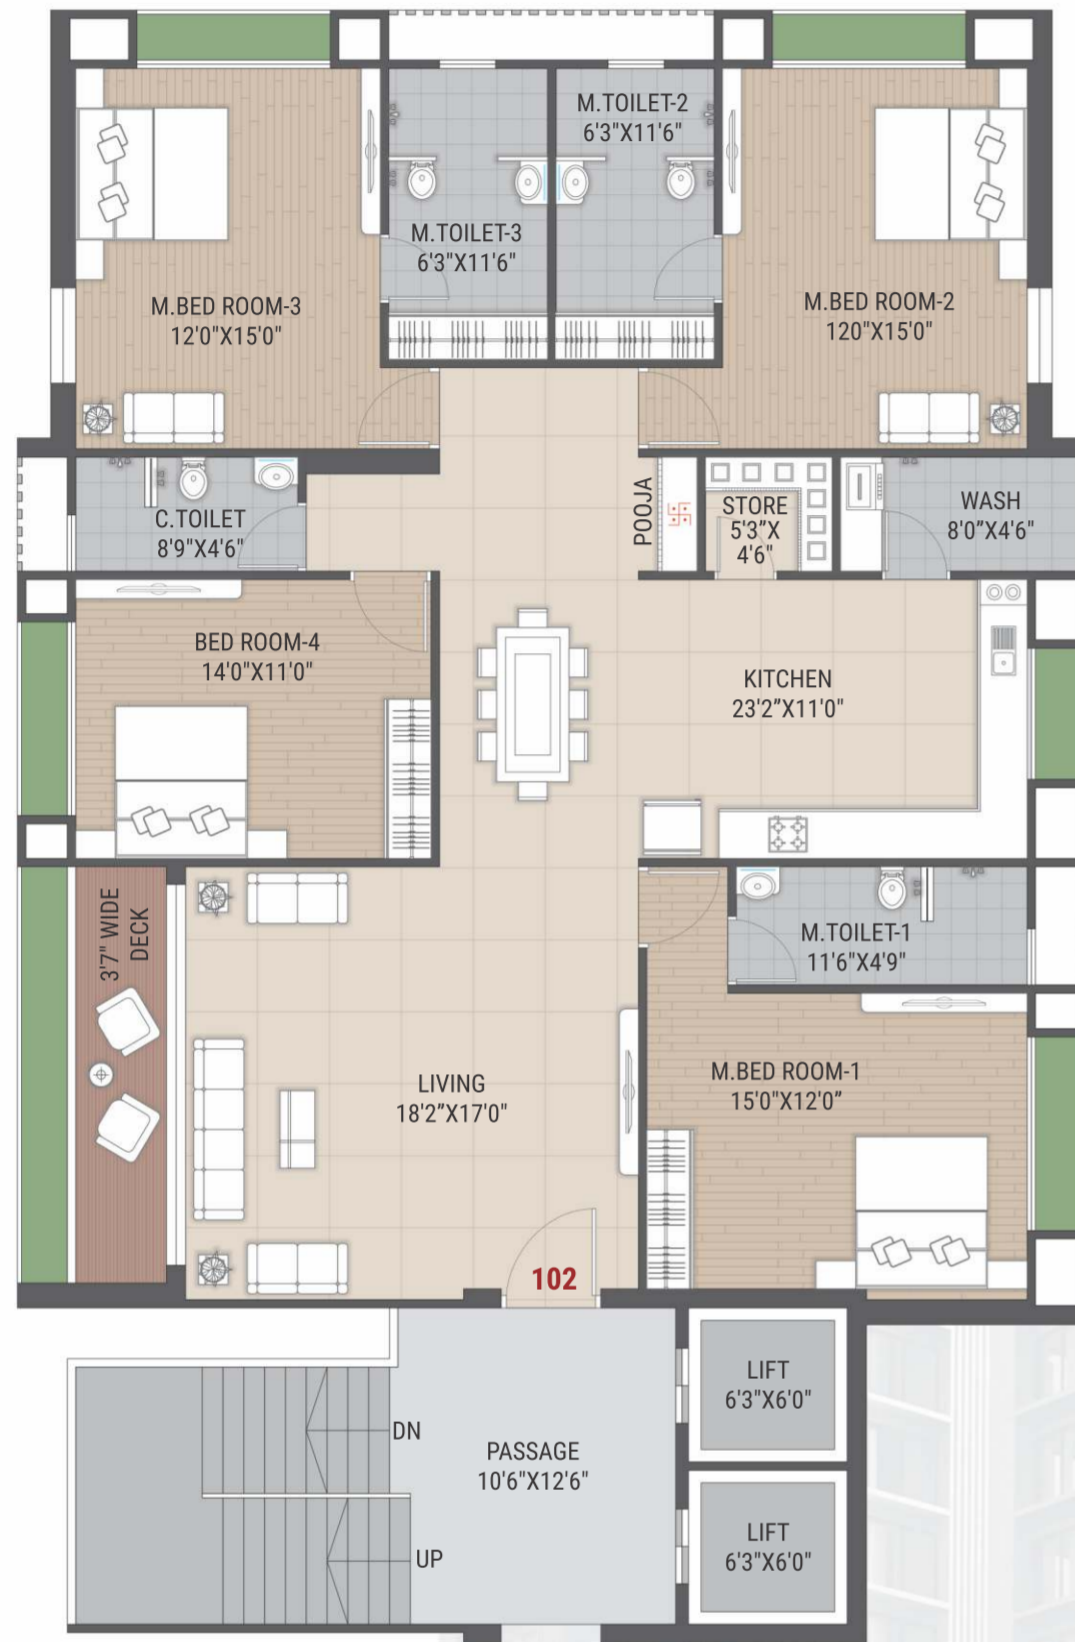 M.TOILET-2
6'3"X11'6"
M.TOILET-3
6'3"X11'6"
M.BED ROOM-3
12'0"X15'0"
M.BED ROOM-2
120"X15'0"
C.TOILET
8'9"X4'6"
POOJA
STORE
5'3”X
4'6"
WASH
8'0”X4'6"
BED ROOM-4
14'0"X11'0"
KITCHEN
23'2”X11'0"
3'7" WIDE
DECK
M.TOILET-1
11'6"X4'9"
LIVING
18'2”X17'0"
M.BED ROOM-1
15'0"X12'0”
102
LIFT
6'3"X6'0"
DN
PASSAGE
10'6"X12'6"
UP
LIFT
6'3"X6'0"